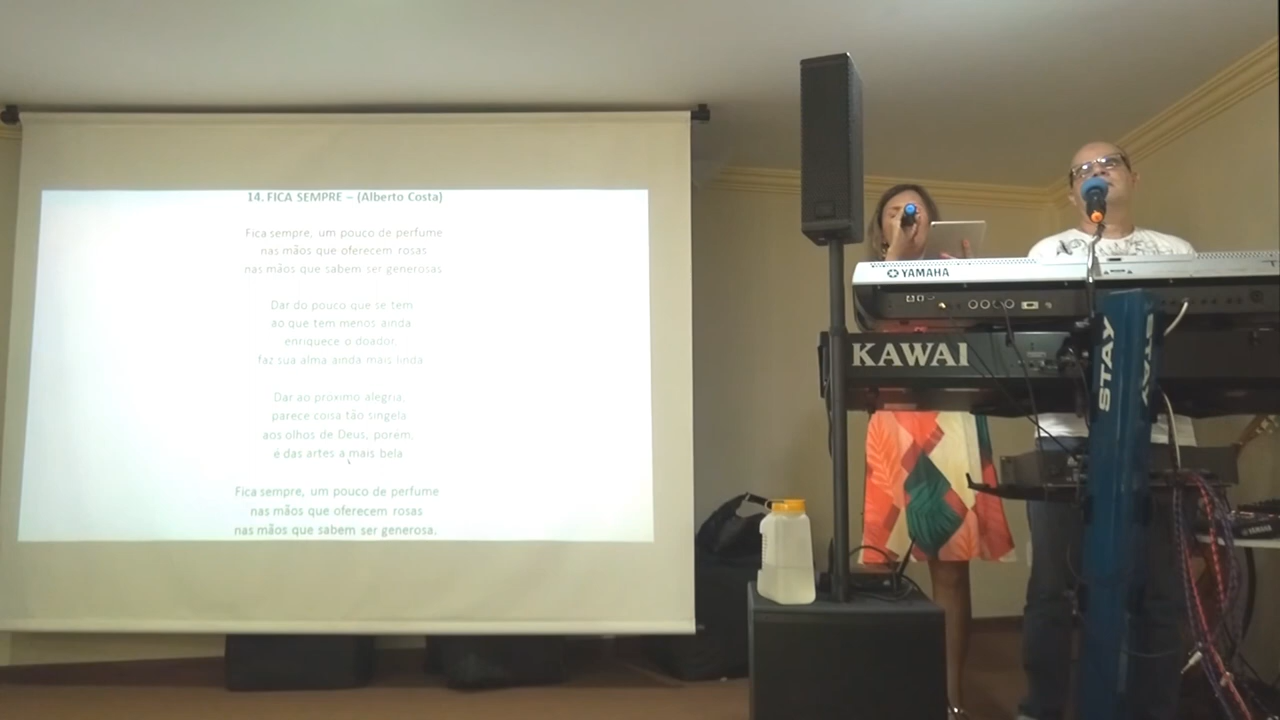 14. FICA SEMPRE – (Alberto Costa)
Fica sempre, um pouco de perfume
nas mãos que oferecem rosas
nas mãos que sabem ser generosas
Dar do pouco que se tem
ao que tem menos ainda
enriquece o doador,
faz sua alma ainda mais linda
Dar ao próximo alegria,
parece coisa tão singela
aos olhos de Deus, porém,
é das artes a mais bela
Fica sempre, um pouco de perfume
nas mãos que oferecem rosas
nas mãos que sabem ser generosa,
YAMAHA
KAWAI
STAY
STAY
YAMAHA